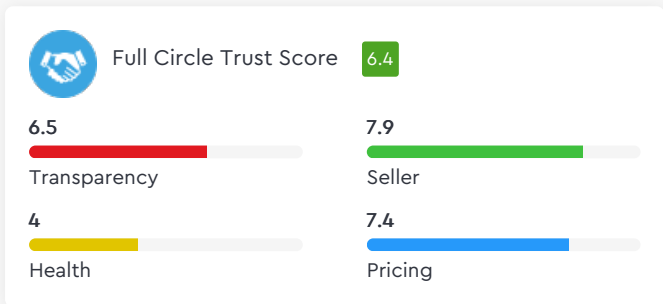 Full Circle Trust Score 6.4
6.5
Transparency
7.9
Seller
4
Health
7.4
Pricing